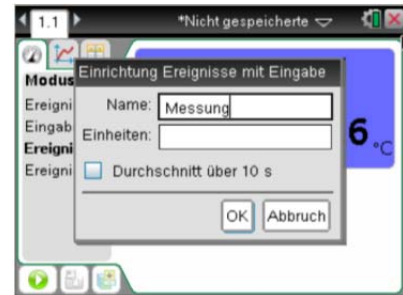 1.1
*Nicht gespeicherte
Modus
Einrichtung Ereignisse mit Eingabe
Ereigni
Name: Messung
Eingab
Einheiten:
6 °C
Ereigni
Ereigni
Durchschnitt über 10 s
OK Abbruch